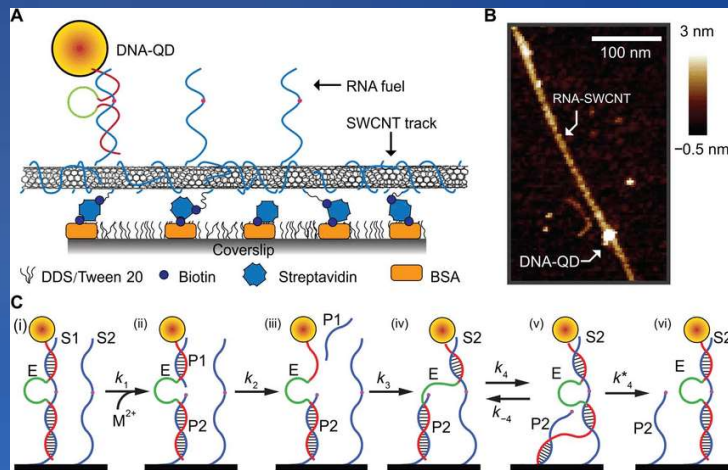 A
DNA-QD
RNA fuel
SWCNT track
Coverslip
DDS/Tween 20
Biotin
Streptavidin
BSA
B
100 nm
3 nm
RNA-SWCNT
−0.5 nm
DNA-QD
C
(i) S1 S2
E
k₁
M²⁺
(ii)
P1
E
P2
k₂
(iii)
P1
E
P2
k₃
(iv)
S2
E
P2
k₄
k₋₄
(v)
S2
E
P2
k*₄
(vi)
S2
E
P2